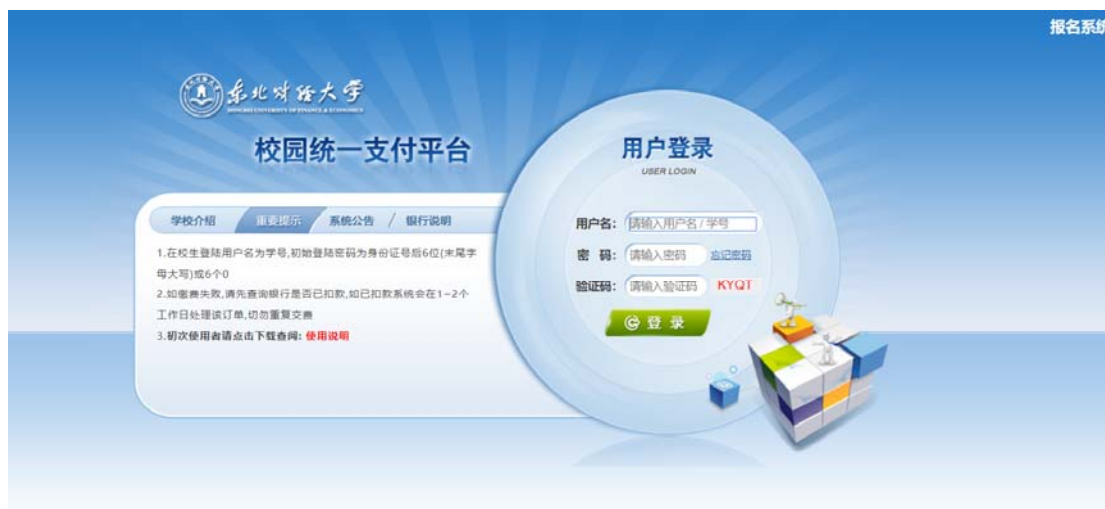 报名系统
东北财经大学
DONGBEI UNIVERSITY OF FINANCE & ECONOMICS
校园统一支付平台
学校介绍 重要提示 系统公告 / 银行说明
1.在校生登陆用户名为学号,初始登陆密码为身份证号后6位(末尾字
母大写)或6个0
2.如缴费失败,请先查询银行是否已扣款,如已扣款系统会在1-2个
工作日处理该订单,切勿重复交费
3.初次使用者请点击下载查阅: 使用说明
用户登录
USER LOGIN
用户名: 请输入用户名 / 学号
密 码: 请输入密码 忘记密码
验证码: 请输入验证码 KYQT
登 录